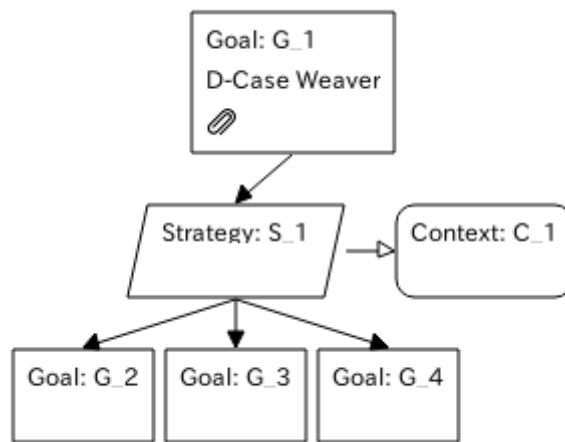 Goal: G_1
D-Case Weaver
Strategy: S_1
Context: C_1
Goal: G_2
Goal: G_3
Goal: G_4